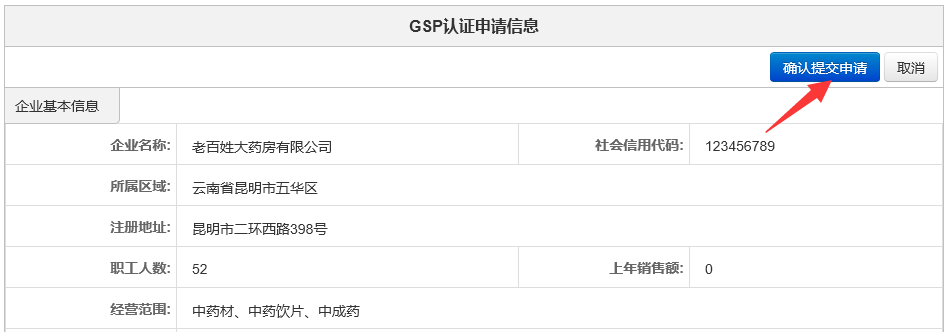 GSP认证申请信息
确认提交申请 取消
企业基本信息
企业名称: 老百姓大药房有限公司 社会信用代码: 123456789
所属区域: 云南省昆明市五华区
注册地址: 昆明市二环西路398号
职工人数: 52 上年销售额: 0
经营范围: 中药材、中药饮片、中成药